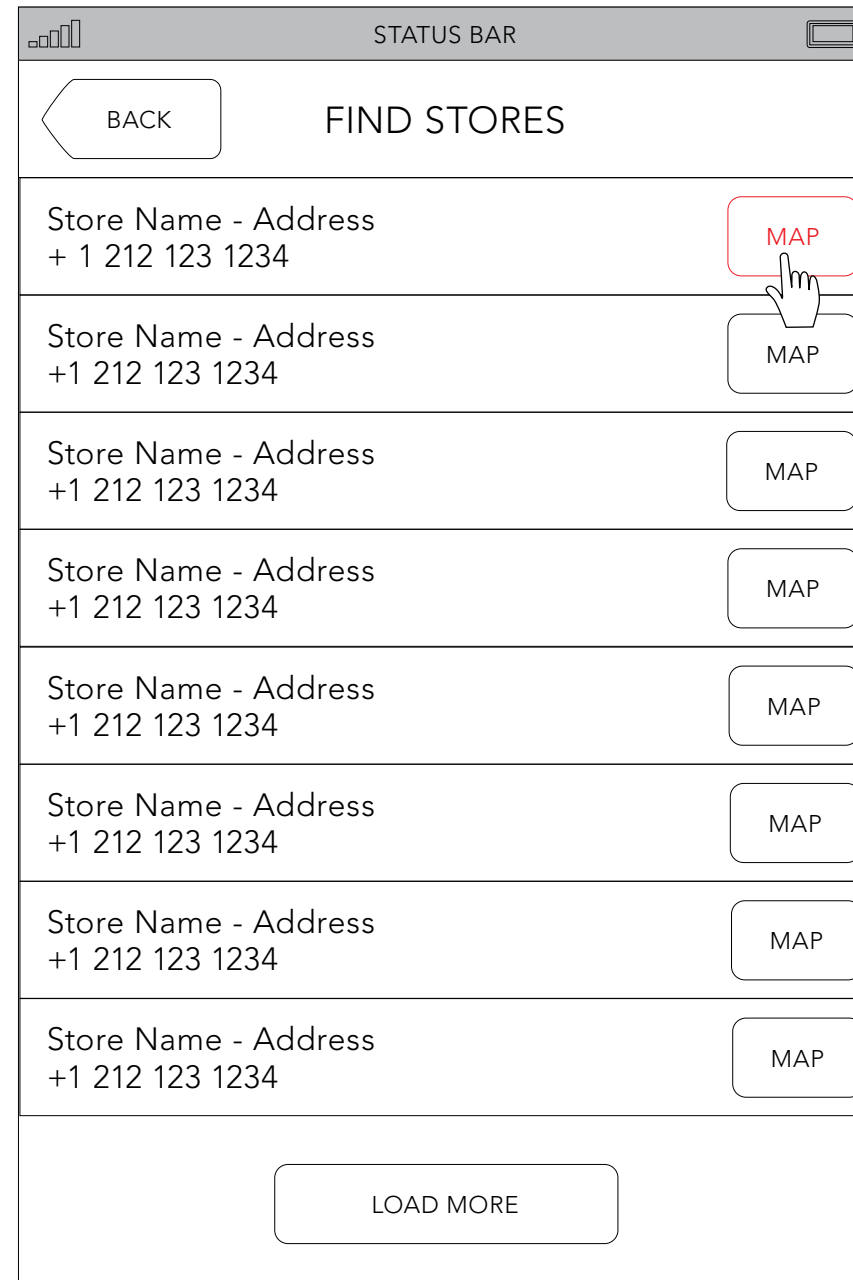 STATUS BAR
BACK
FIND STORES
Store Name - Address
+ 1 212 123 1234
MAP
Store Name - Address
+1 212 123 1234
MAP
Store Name - Address
+1 212 123 1234
MAP
Store Name - Address
+1 212 123 1234
MAP
Store Name - Address
+1 212 123 1234
MAP
Store Name - Address
+1 212 123 1234
MAP
Store Name - Address
+1 212 123 1234
MAP
Store Name - Address
+1 212 123 1234
MAP
LOAD MORE